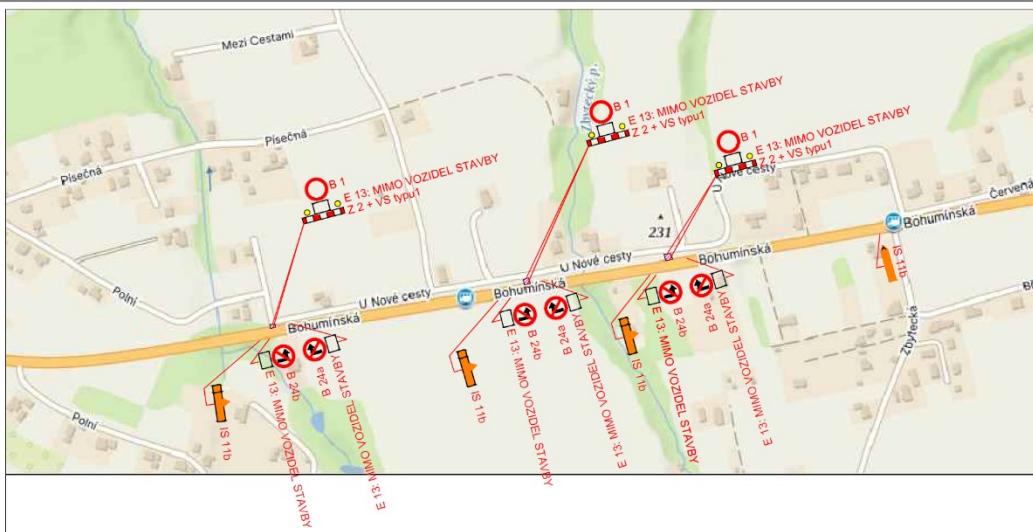 Mezi Cestami
Zbytecký p.
B 1
E 13: MIMO VOZIDEL STAVBY
Z 2 + VS typu1
B 1
E 13: MIMO VOZIDEL STAVBY
Z 2 + VS typu1
Písečná
Písečná
B 1
E 13: MIMO VOZIDEL STAVBY
Z 2 + VS typu1
U Nové cesty
Červená
Bohumínská
231
Bohumínská
U Nové cesty
IS 11b
Polní
U Nové cesty
Bohumínská
Bohumínská
Zbytecká
E 13: MIMO VOZIDEL STAVBY
B 24b
B 24a
E 13: MIMO VOZIDEL STAVBY
IS 11b
E 13: MIMO VOZIDEL STAVBY
B 24b
B 24a
E 13: MIMO VOZIDEL STAVBY
IS 11b
E 13: MIMO VOZIDEL STAVBY
B 24b
B 24a
E 13: MIMO VOZIDEL STAVBY
IS 11b
Polní